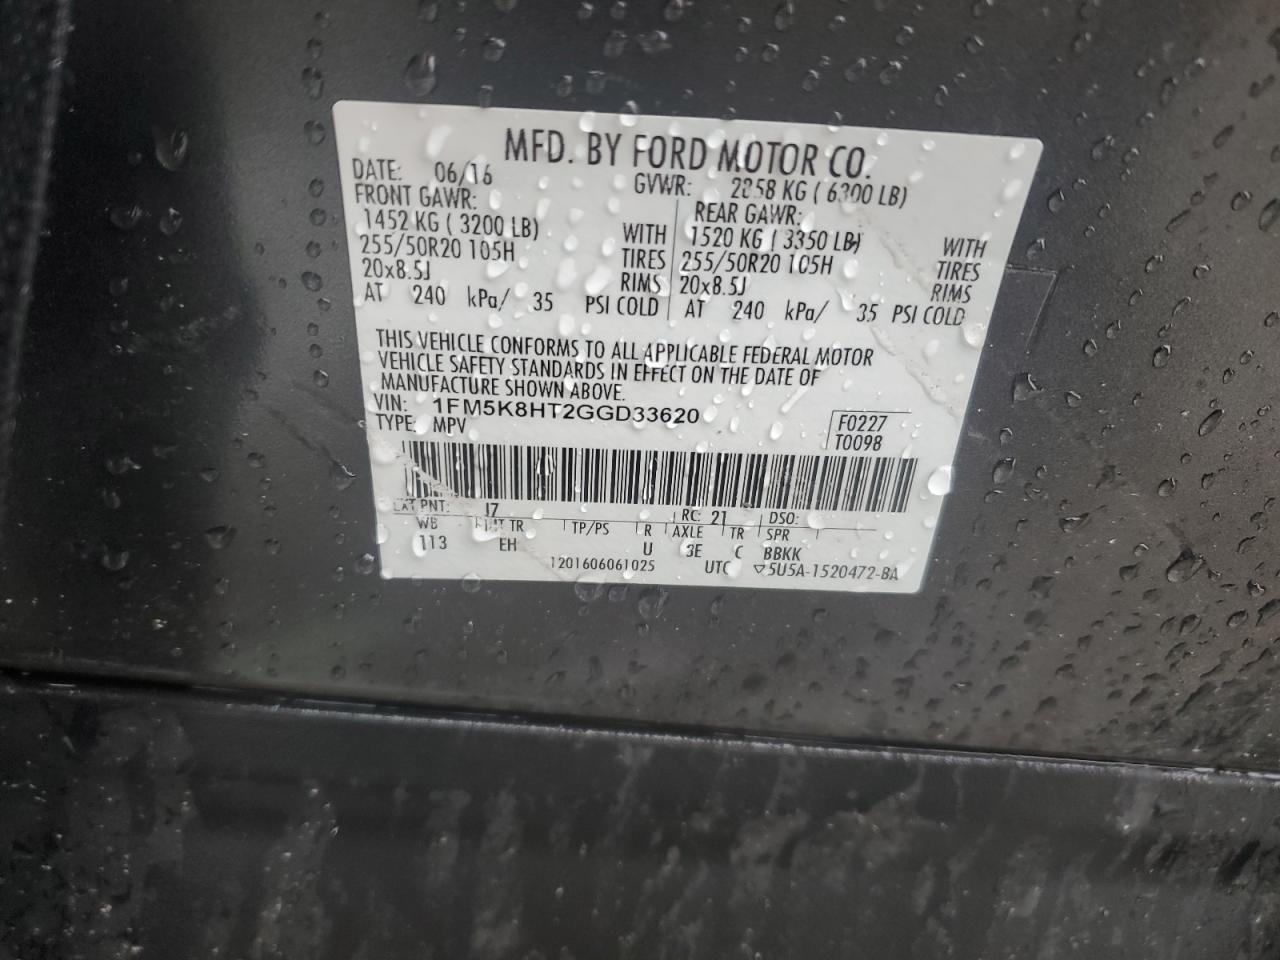 MFD. BY FORD MOTOR CO.
DATE: 06/16 GVWR: 2858 KG ( 6300 LB)
FRONT GAWR: REAR GAWR:
1452 KG ( 3200 LB) WITH 1520 KG ( 3350 LB) WITH
255/50R20 105H TIRES 255/50R20 105H TIRES
20x8.5J RIMS 20x8.5J RIMS
AT 240 kPa/ 35 PSI COLD AT 240 kPa/ 35 PSI COLD
THIS VEHICLE CONFORMS TO ALL APPLICABLE FEDERAL MOTOR
VEHICLE SAFETY STANDARDS IN EFFECT ON THE DATE OF
MANUFACTURE SHOWN ABOVE.
VIN: 1FM5K8HT2GGD33620
TYPE: MPV
F0227
T0098
EXT PNT: J7 RC: 21 DSO:
WB INT TR TP/PS R AXLE TR SPR
113 EH U 3E C BBKK
1201606061025 UTC ▽5U5A-1520472-BA